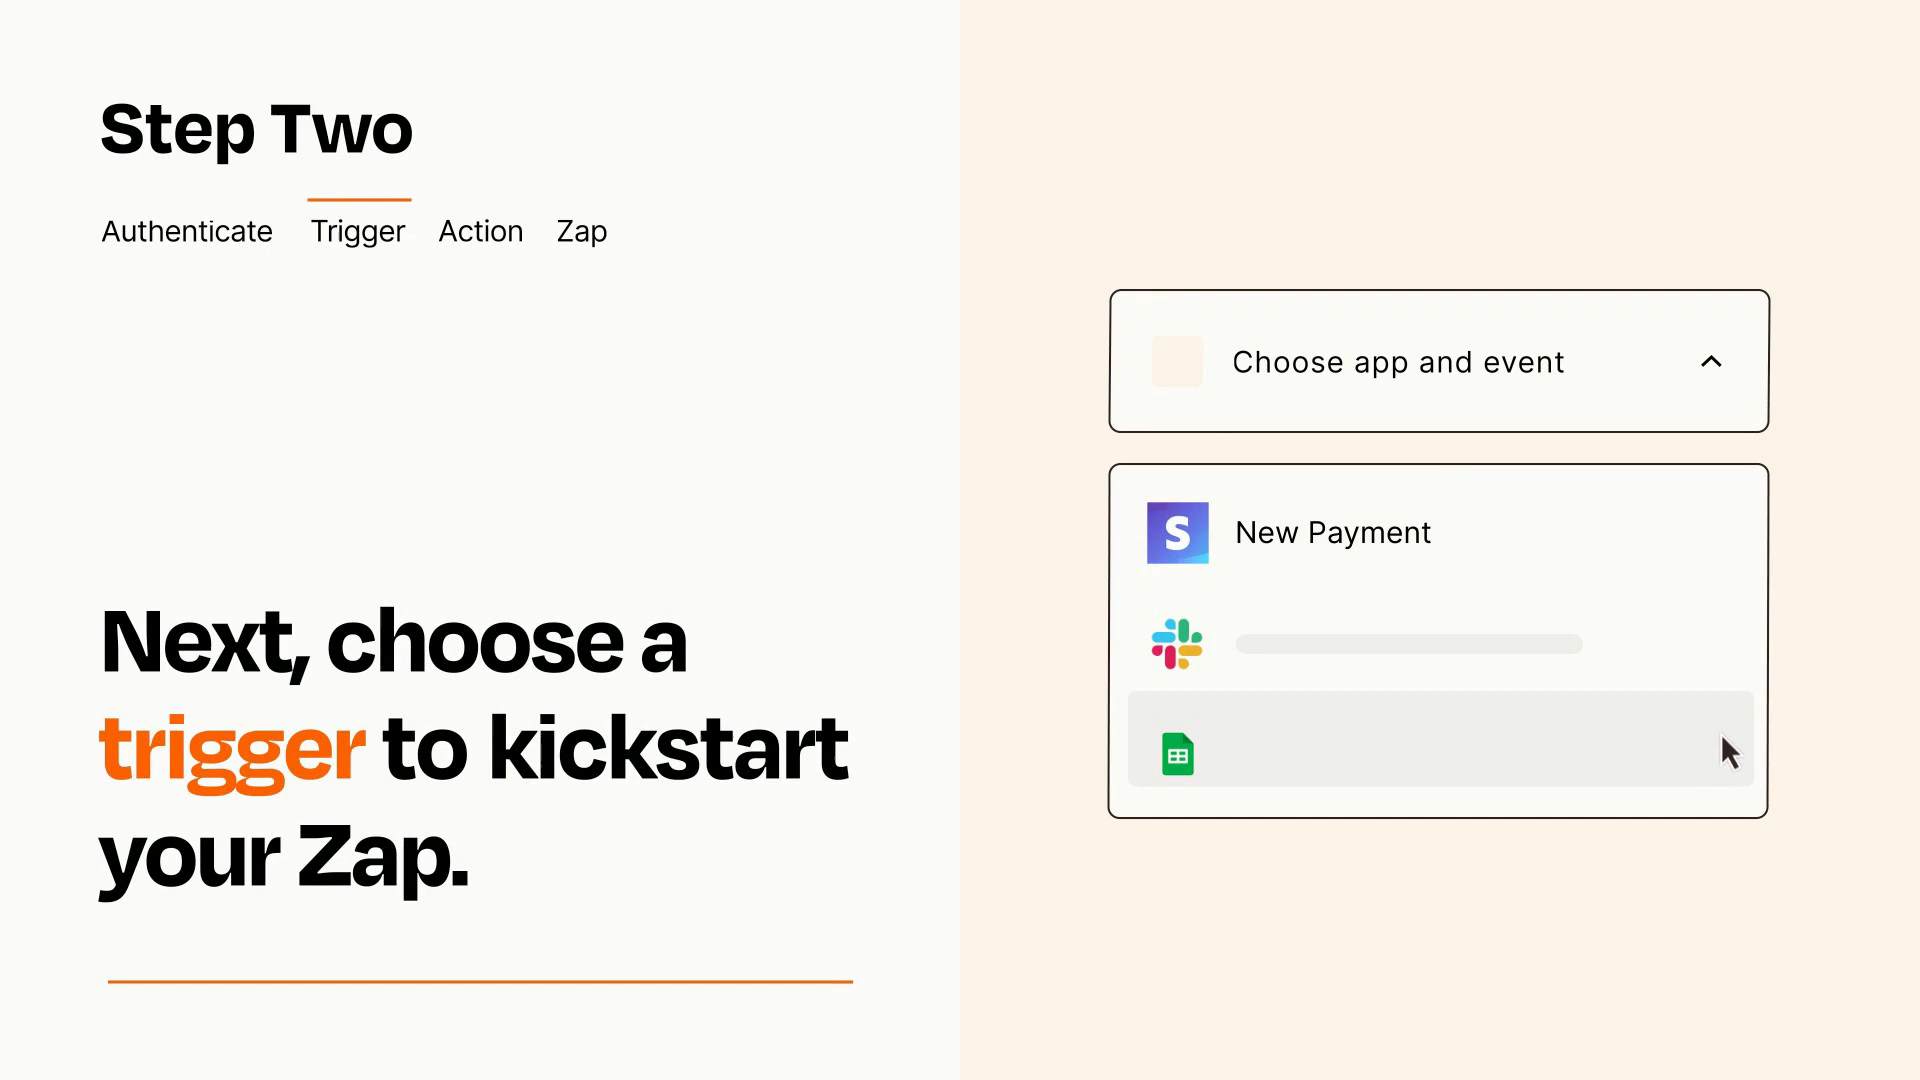 Step Two
Authenticate Trigger Action Zap
Next, choose a
trigger to kickstart
your Zap.
Choose app and event
S
New Payment